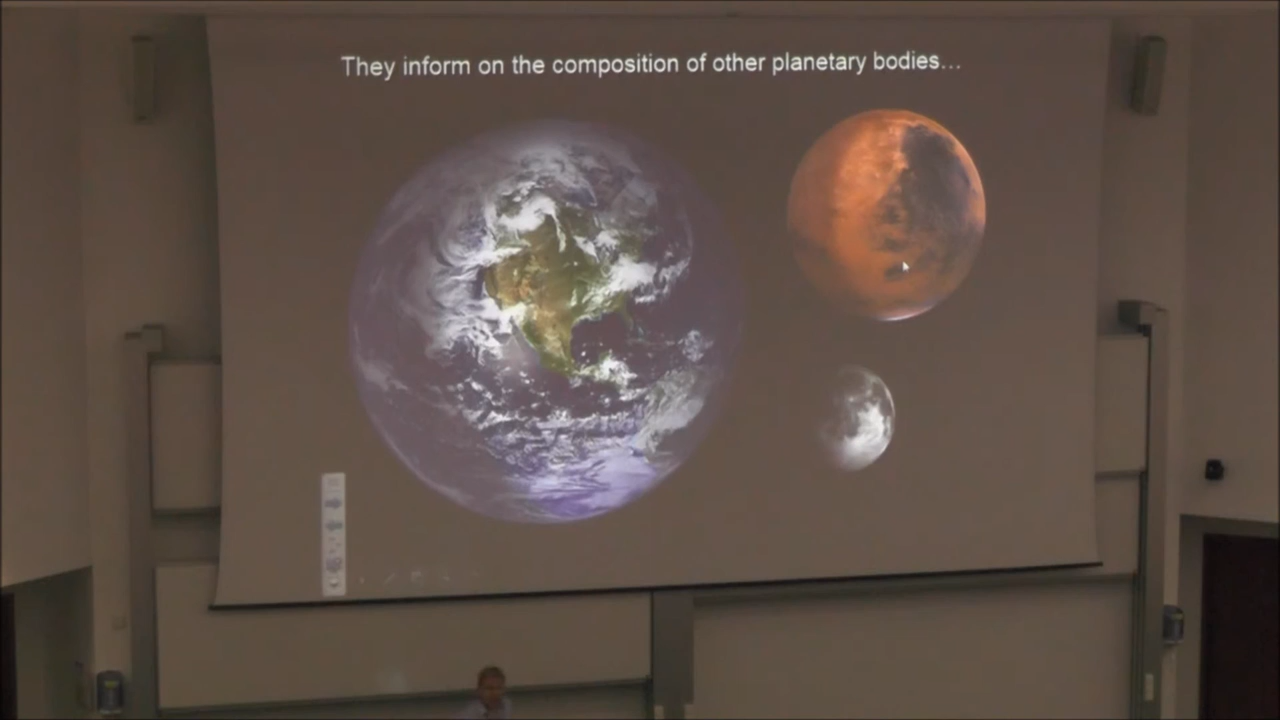 They inform on the composition of other planetary bodies…